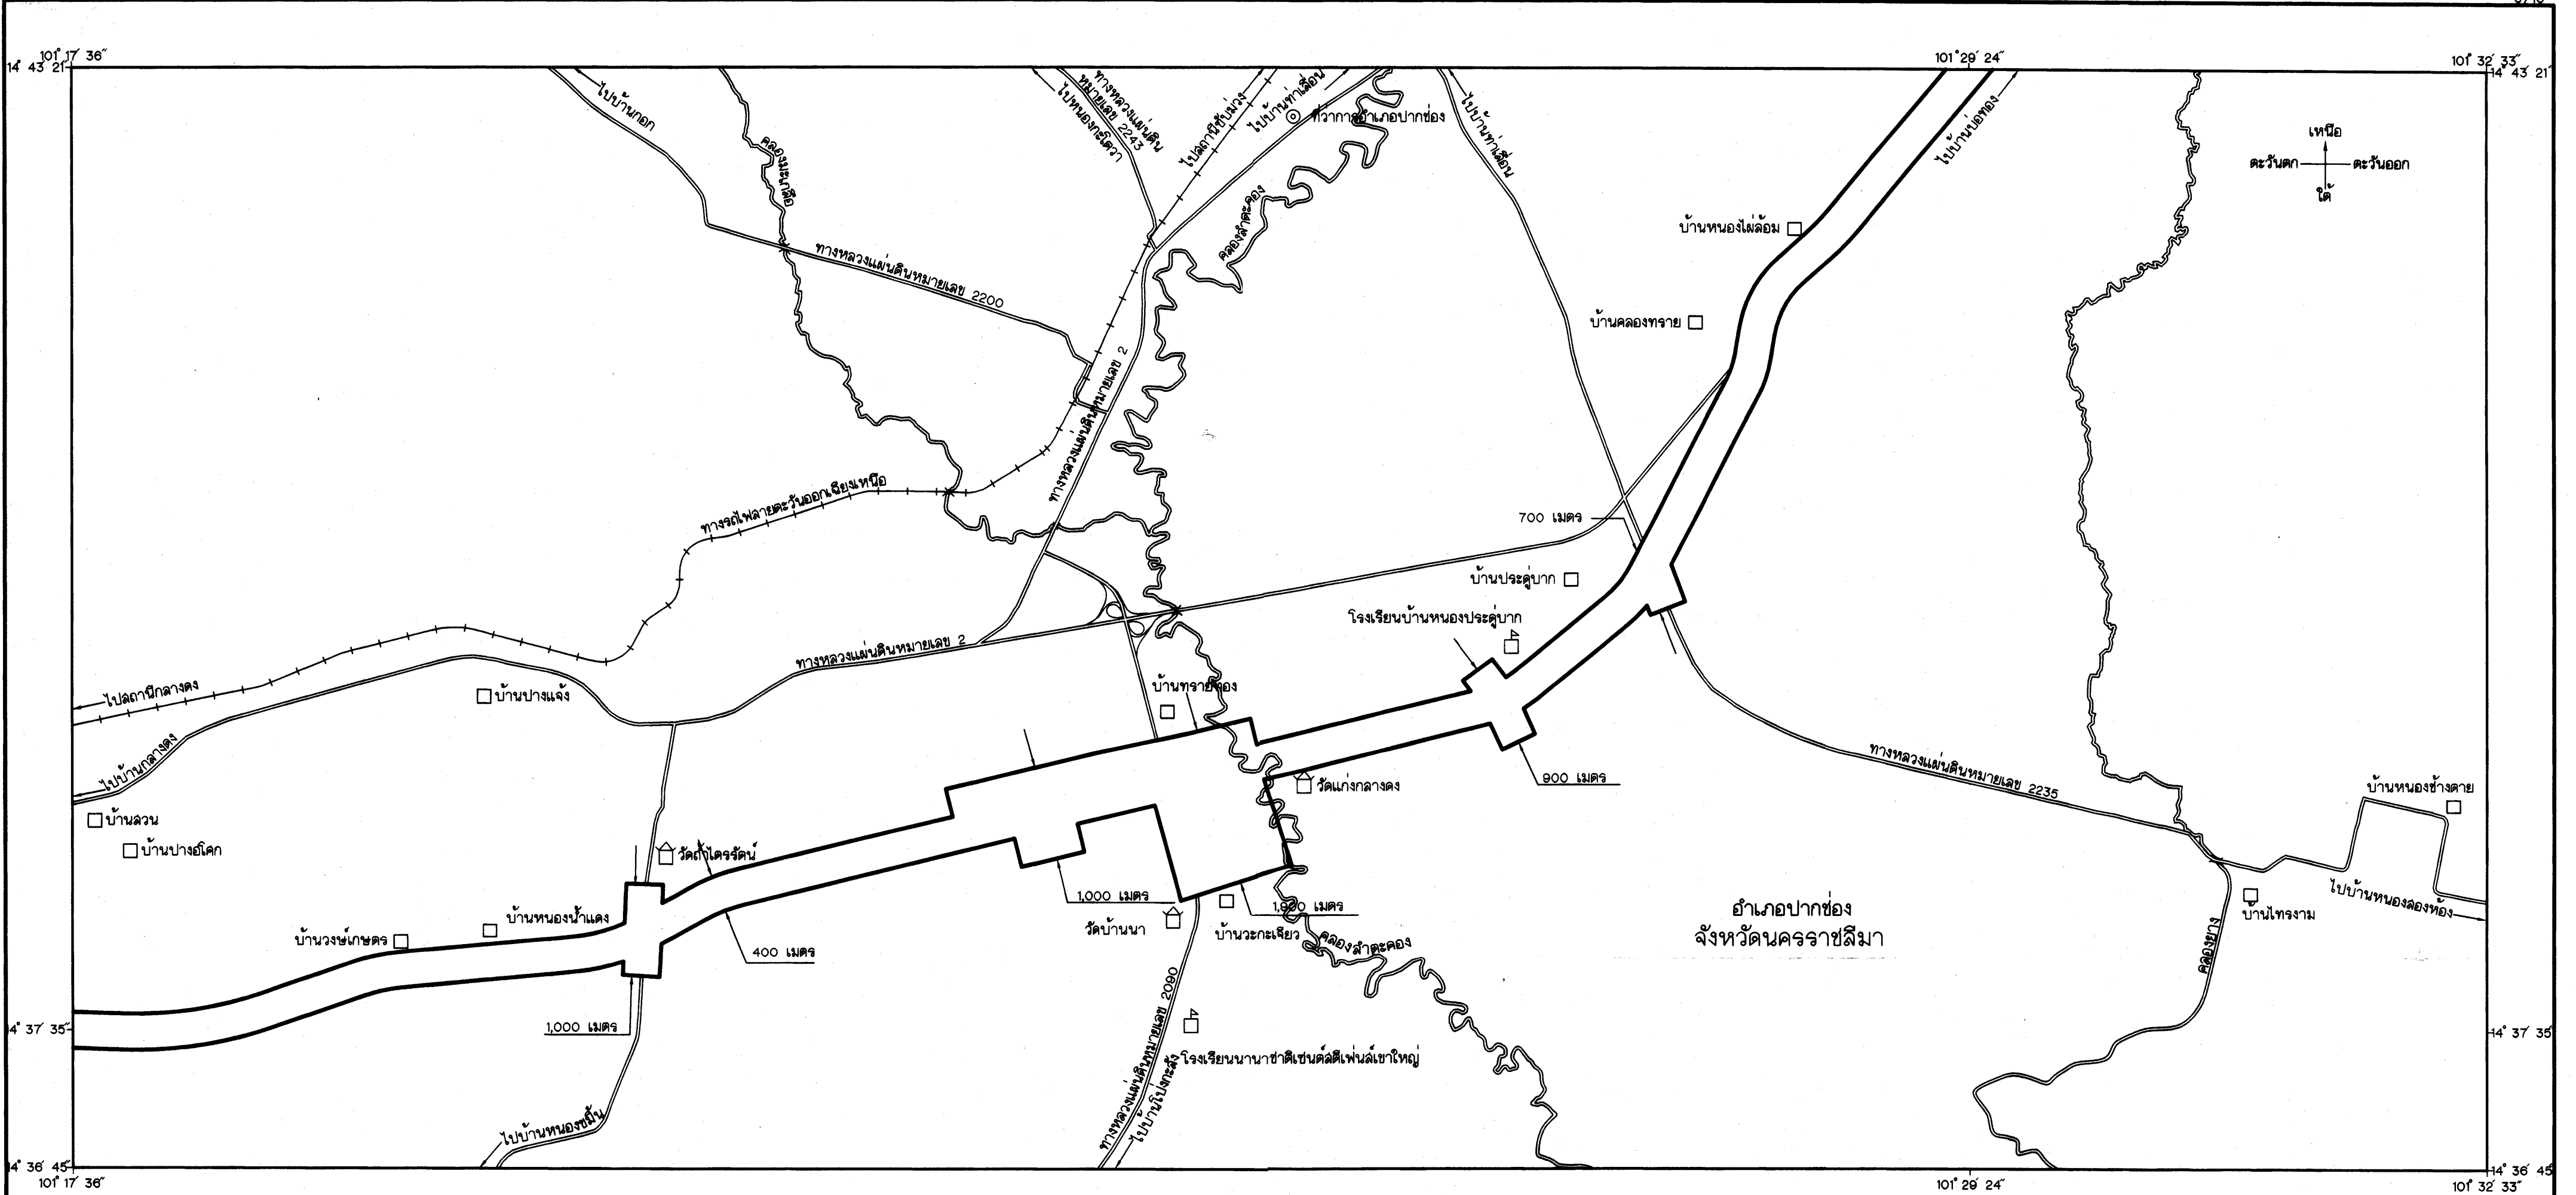 101° 17′ 36″
101° 29′ 24″
101° 32′ 33″
14° 43′ 21″
14° 43′ 21″
ไปบ้านกอก
คลองมะเกลือ
ทางหลวงแผ่นดิน
หมายเลข 2243
ไปหนองกะโตวา
ไปสถานีซับม่วง
ไปบ้านท่าเลื่อน
ที่ว่าการอำเภอปากช่อง
ไปบ้านท่าเลื่อน
ไปบ้านบ่อทอง
เหนือ
ตะวันตก
ตะวันออก
ใต้
คลองลำตะคอง
บ้านหนองไผ่ล้อม
ทางหลวงแผ่นดินหมายเลข 2200
บ้านคลองทราย
ทางหลวงแผ่นดินหมายเลข 2
ทางรถไฟสายตะวันออกเฉียงเหนือ
700 เมตร
บ้านประดู่บาก
โรงเรียนบ้านหนองประดู่บาก
ทางหลวงแผ่นดินหมายเลข 2
ไปสถานีกลางดง
บ้านปางแจ้ง
บ้านทรายทอง
ไปบ้านกลางดง
900 เมตร
วัดแก่งกลางดง
ทางหลวงแผ่นดินหมายเลข 2235
บ้านหนองช้างตาย
บ้านลวน
บ้านปางอโศก
วัดถ้ำไตรรัตน์
1,000 เมตร
1,900 เมตร
บ้านวงษ์เกษตร
บ้านหนองน้ำแดง
400 เมตร
วัดบ้านนา
บ้านวะกะเจียว
คลองลำตะคอง
อำเภอปากช่อง
จังหวัดนครราชสีมา
บ้านไทรงาม
ไปบ้านหนองสองห้อง
คลองยาง
14° 37′ 35″
14° 37′ 35″
1,000 เมตร
ทางหลวงแผ่นดินหมายเลข 2090
ไปบ้านโป่งกะสัง
โรงเรียนนานาชาติเซนต์สตีเฟ่นส์เขาใหญ่
ไปบ้านหนองขมิ้น
14° 36′ 45″
14° 36′ 45″
101° 17′ 36″
101° 29′ 24″
101° 32′ 33″